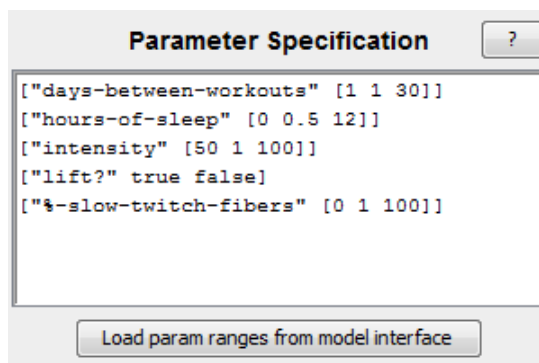 Parameter Specification
?
["days-between-workouts" [1 1 30]]
["hours-of-sleep" [0 0.5 12]]
["intensity" [50 1 100]]
["lift?" true false]
["%-slow-twitch-fibers" [0 1 100]]
Load param ranges from model interface